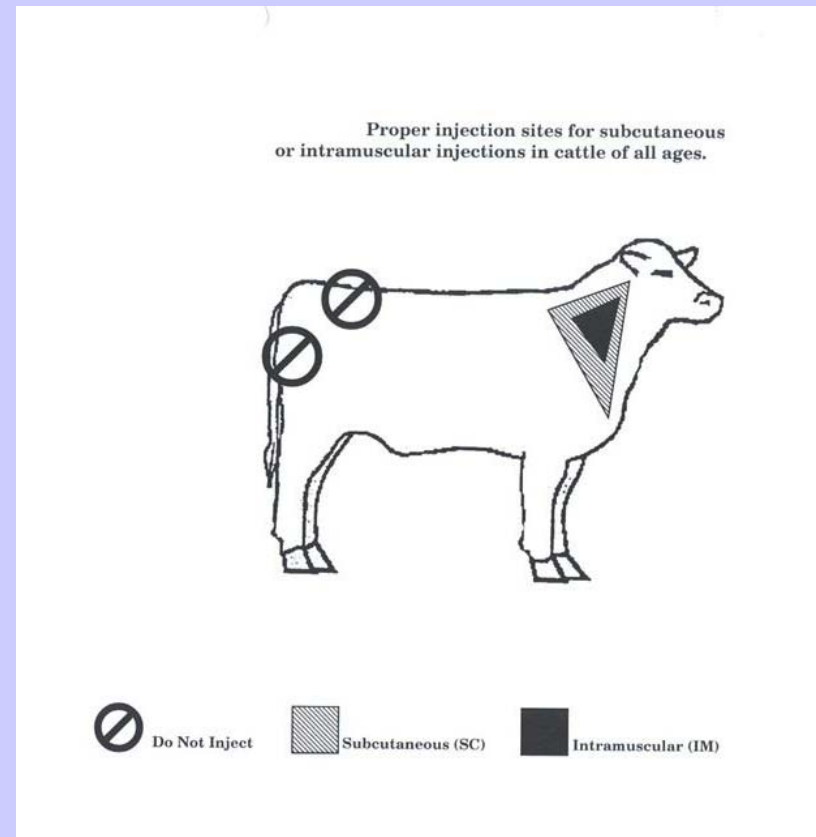 Proper injection sites for subcutaneous
or intramuscular injections in cattle of all ages.
Do Not Inject
Subcutaneous (SC)
Intramuscular (IM)